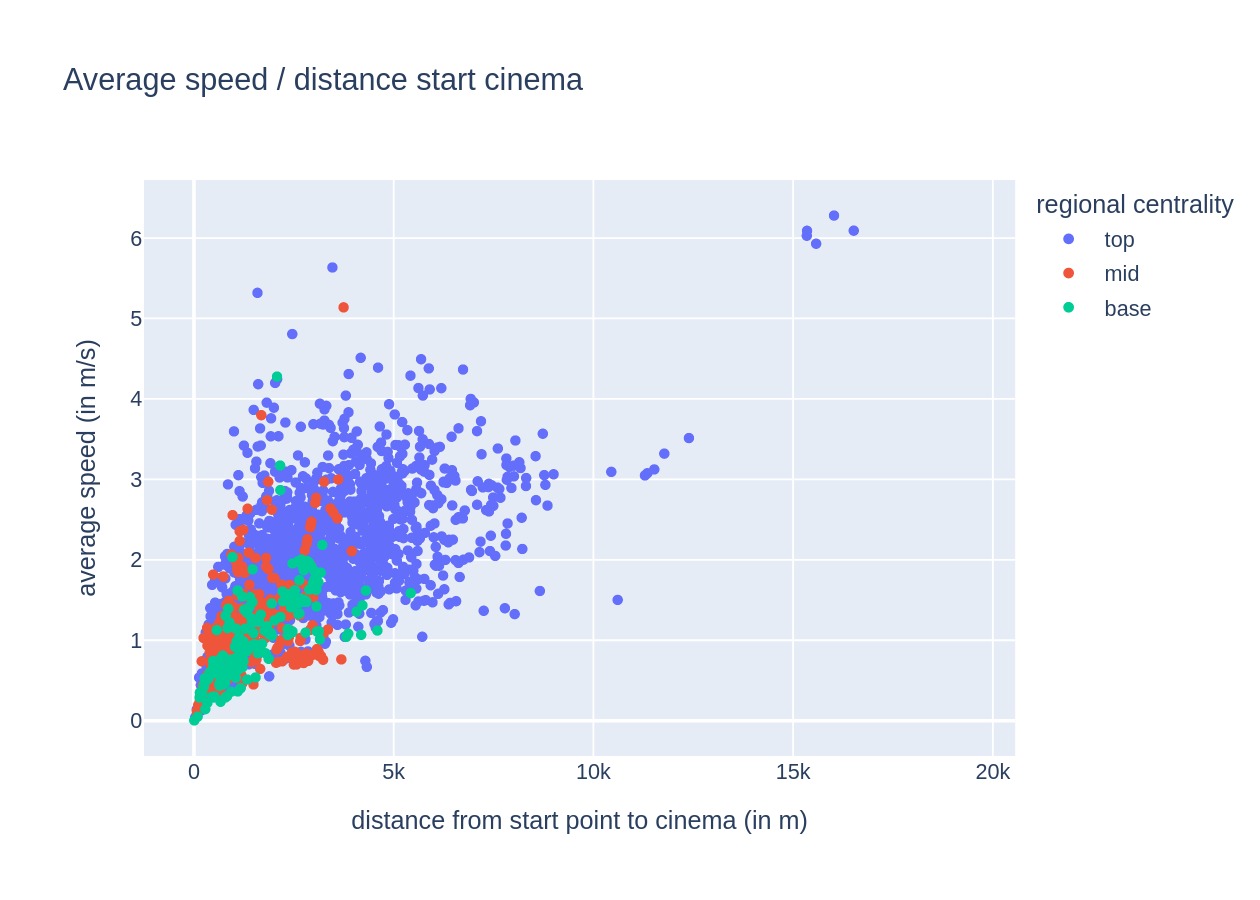 Average speed / distance start cinema
regional centrality
top
mid
base
average speed (in m/s)
6
5
4
3
2
1
0
0 5k 10k 15k 20k
distance from start point to cinema (in m)